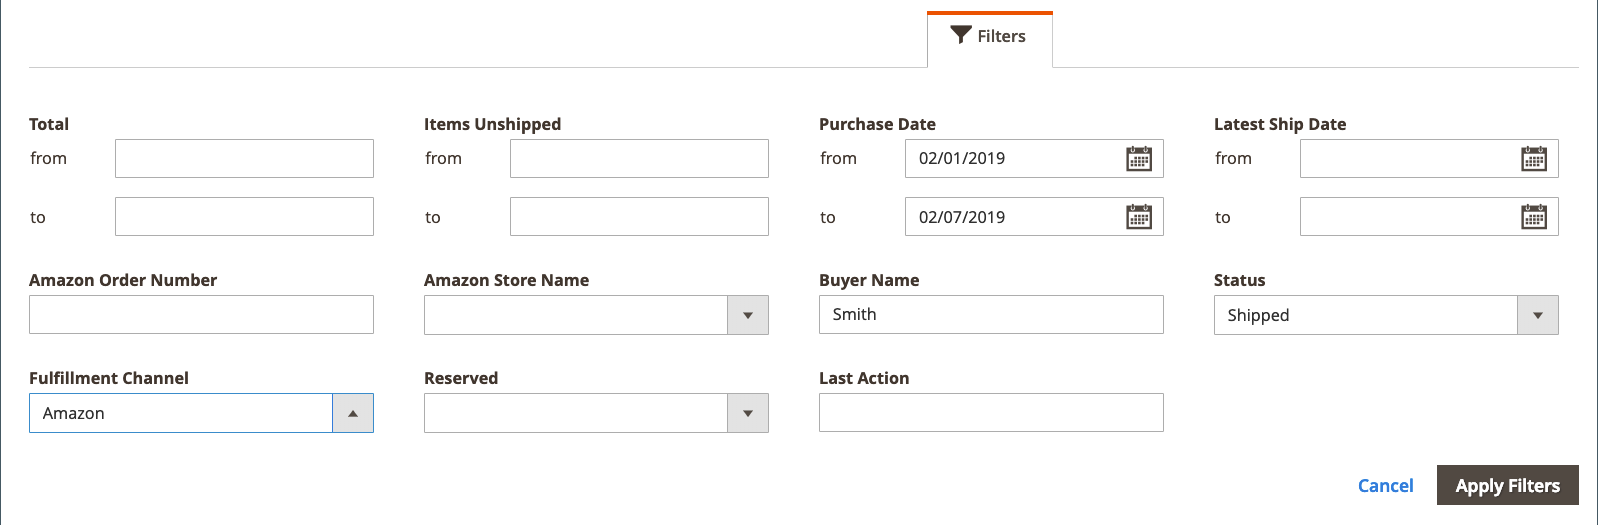 Filters
Total
Items Unshipped
Purchase Date
Latest Ship Date
from
from
from 02/01/2019
from
to
to
to 02/07/2019
to
Amazon Order Number
Amazon Store Name
Buyer Name
Status
Smith
Shipped
Fulfillment Channel
Reserved
Last Action
Amazon
Cancel
Apply Filters